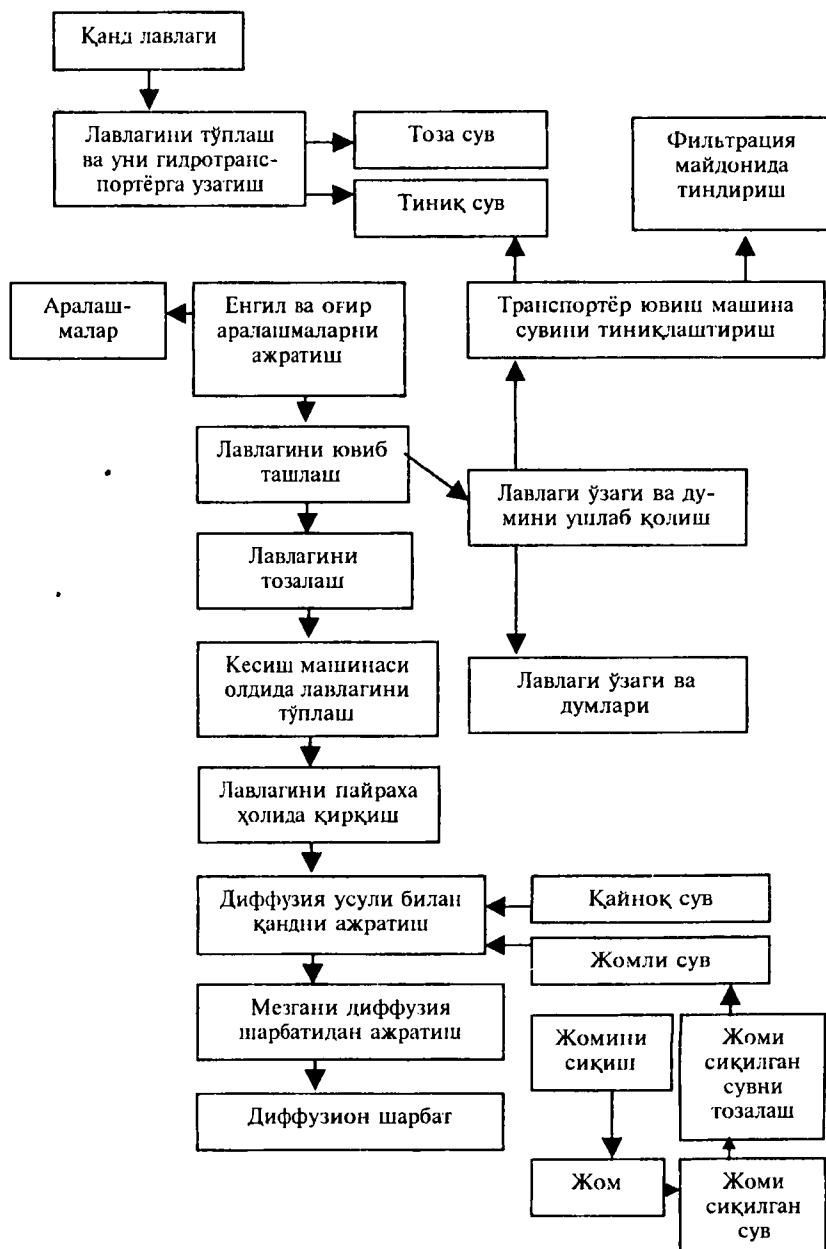 Қанд лавлаги
Лавлагини тўплаш
ва уни гидротранс-
портёрга узатиш
Тоза сув
Тиниқ сув
Фильтрация
майдонида
тиндириш
Аралаш-
малар
Енгил ва оғир
аралашмаларни
ажратиш
Транспортёр ювиш машина
сувини тиниқлаштириш
Лавлагини ювиб
ташлаш
Лавлаги ўзаги ва ду-
мини ушлаб қолиш
Лавлагини
тозалаш
Кесиш машинаси
олдида лавлагини
тўплаш
Лавлаги ўзаги ва
думлари
Лавлагини пайраха
ҳолида қирқиш
Диффузия усули билан
қандни ажратиш
Қайноқ сув
Жомли сув
Мезгани диффузия
шарбатидан ажратиш
Жомини
сиқиш
Жоми
сиқилган
сувни
тозалаш
Диффузион шарбат
Жом
Жоми
сиқилган
сув